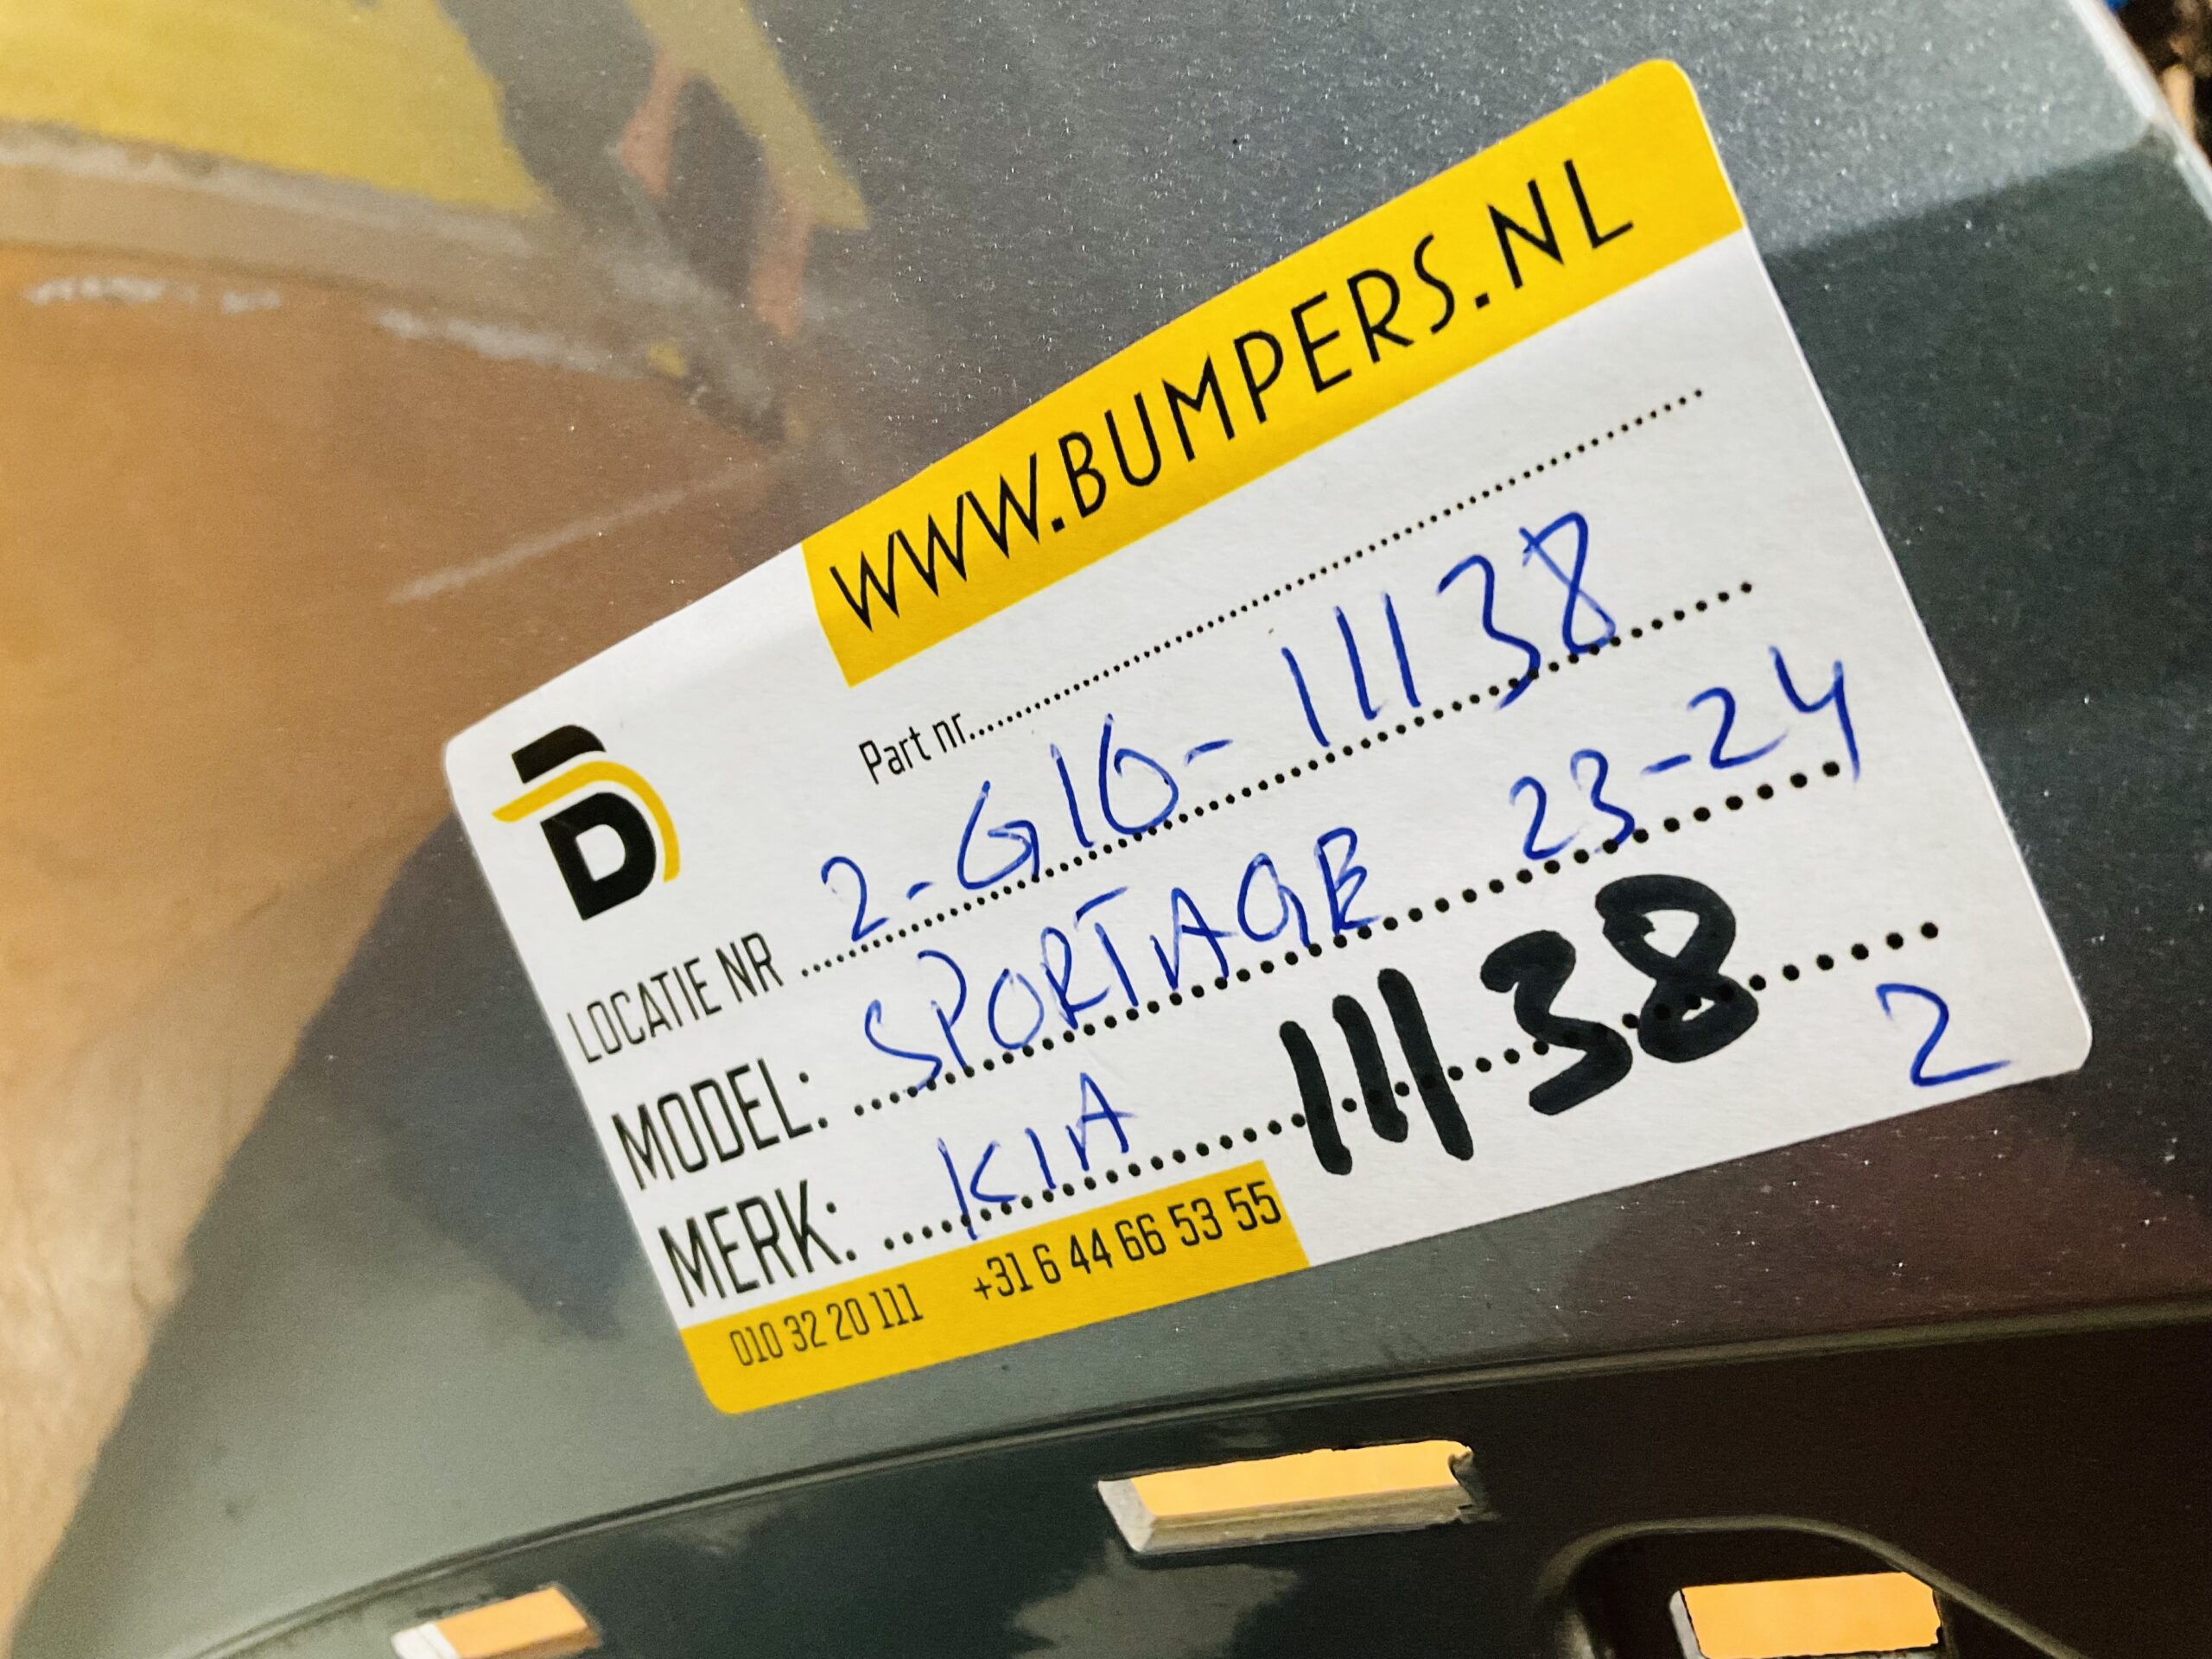 WWW.BUMPERS.NL
Part nr.
LOCATIE NR 2-G10-11138
MODEL: SPORTAGE 23-24
MERK: KIA 11138
2
010 32 20 111 +31 6 44 66 53 55